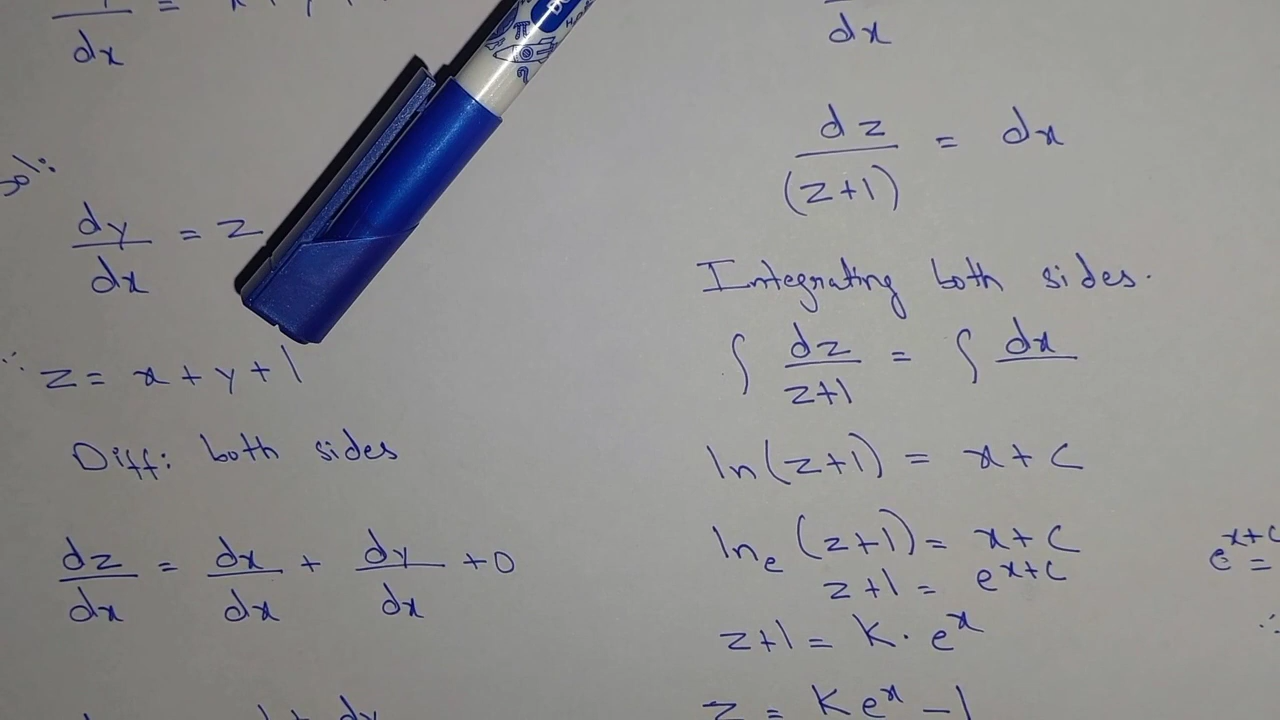 dx
Sol:
dy/dx = z
∵ z = x + y + 1
Diff: both sides
dz/dx = dx/dx + dy/dx + 0
dx
dz/(z+1) = dx
Integrating both sides.
∫ dz/z+1 = ∫ dx
ln(z+1) = x + C
lnₑ(z+1) = x + C
z+1 = e^(x+C)
z+1 = K. e^x
z = Ke^x - 1
e^(x+C) =
∴